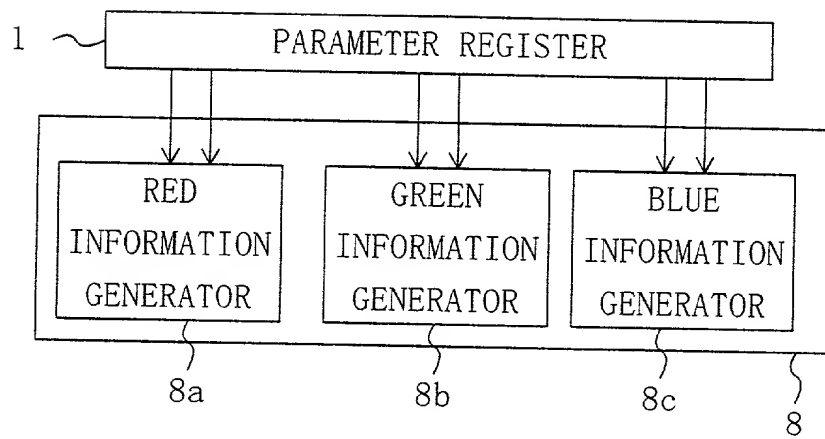 1
PARAMETER REGISTER
RED
INFORMATION
GENERATOR
GREEN
INFORMATION
GENERATOR
BLUE
INFORMATION
GENERATOR
8a
8b
8c
8